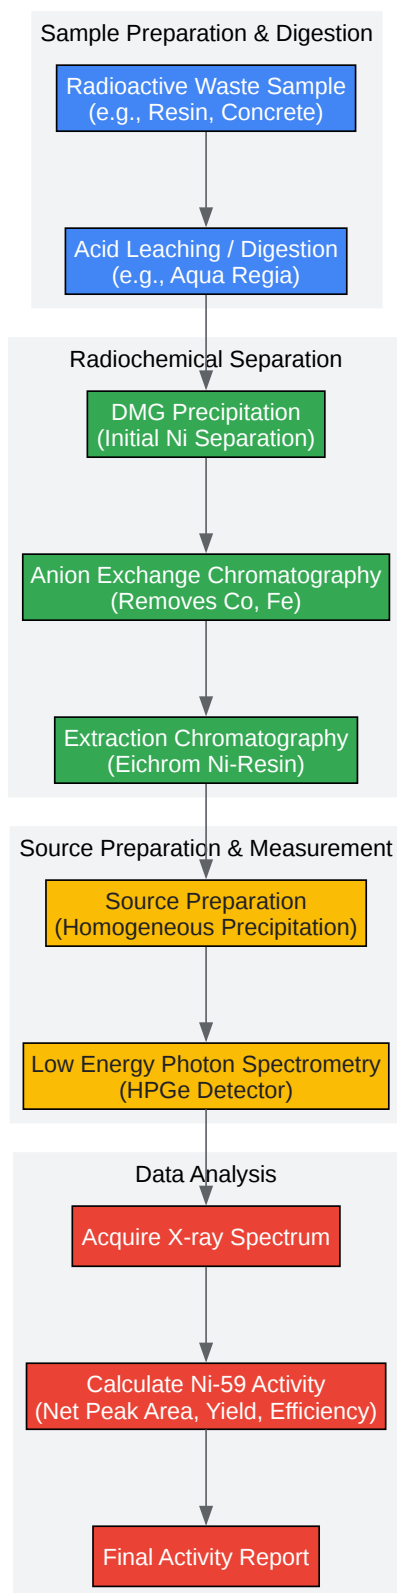 Sample Preparation & Digestion
Radioactive Waste Sample
(e.g., Resin, Concrete)
Acid Leaching / Digestion
(e.g., Aqua Regia)
Radiochemical Separation
DMG Precipitation
(Initial Ni Separation)
Anion Exchange Chromatography
(Removes Co, Fe)
Extraction Chromatography
(Eichrom Ni-Resin)
Source Preparation & Measurement
Source Preparation
(Homogeneous Precipitation)
Low Energy Photon Spectrometry
(HPGe Detector)
Data Analysis
Acquire X-ray Spectrum
Calculate Ni-59 Activity
(Net Peak Area, Yield, Efficiency)
Final Activity Report